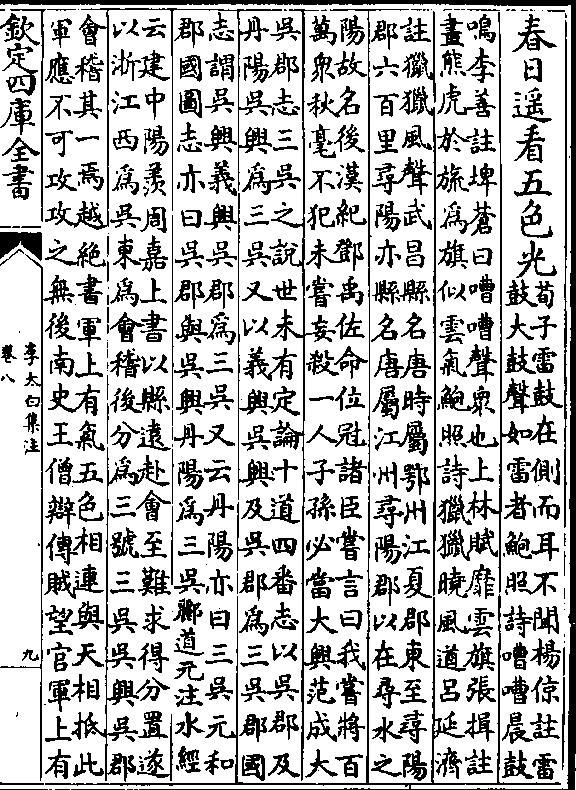 春日遥看五色光
荀子雷鼓在側而耳不聞楊倞註雷
鼓大鼓聲如雷者鮑照詩嘈嘈晨鼓
鳴李善註埤蒼曰嘈嘈聲衆也上林賦靡雲旗張揖註
畫熊虎於旒為旗似雲氣鮑照詩獵獵曉風遒呂延濟
註獵獵風聲武昌縣名唐時屬鄂州江夏郡東至尋陽
郡六百里尋陽亦縣名唐屬江州尋陽郡以在尋水之
陽故名後漢紀鄧禹佐命位冠諸臣嘗言曰我嘗將百
萬衆秋毫不犯未嘗妄殺一人子孫必當大興范成大
吳郡志三吳之說世未有定論十道四番志以吳郡及
丹陽吳興為三吳又以義興吳興及吳郡為三吳郡國
志謂吳興義興吳郡為三吳又云丹陽亦曰三吳元和
郡國圖志亦曰吳郡與吳興丹陽為三吳酈道元注水經
云建中陽羨周嘉上書以縣遠赴會至難求得分置遂
以浙江西為吳東為會稽後分為三號三吳吳興吳郡
會稽其一焉越絕書軍上有氣五色相連與天相抵此
軍應不可攻攻之無後南史王僧辯傳賊望官軍上有
欽定四庫全書
李太白集注
卷八
九